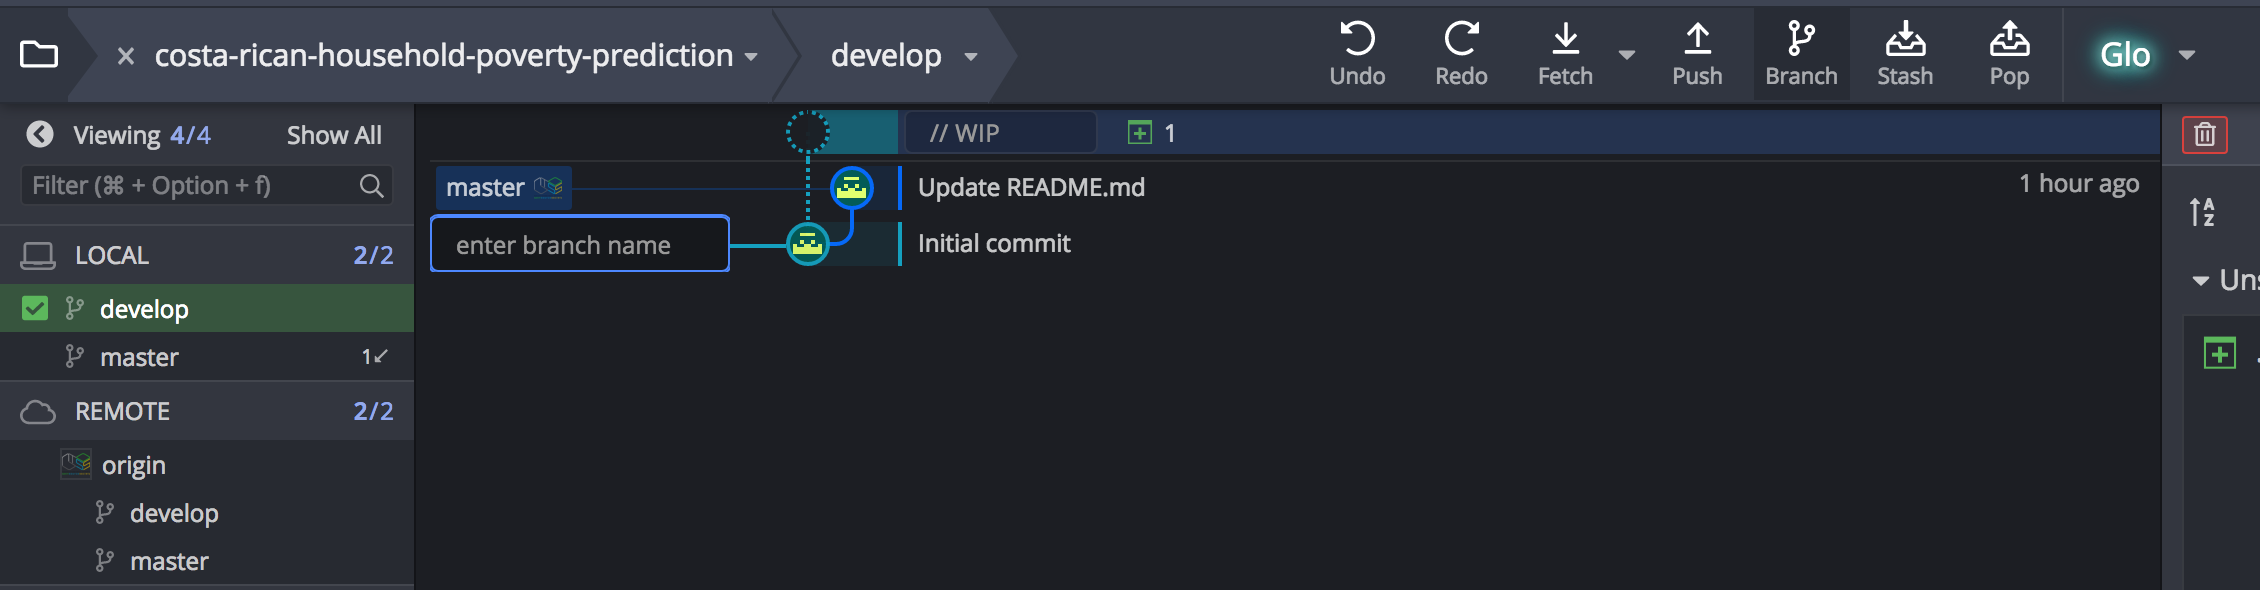 costa-rican-household-poverty-prediction
develop
Undo
Redo
Fetch
Push
Branch
Stash
Pop
Glo
Viewing 4/4
Show All
Filter (⌘ + Option + f)
LOCAL 2/2
develop
master 1
REMOTE 2/2
origin
develop
master
// WIP
1
master
Update README.md
1 hour ago
enter branch name
Initial commit
A
Z